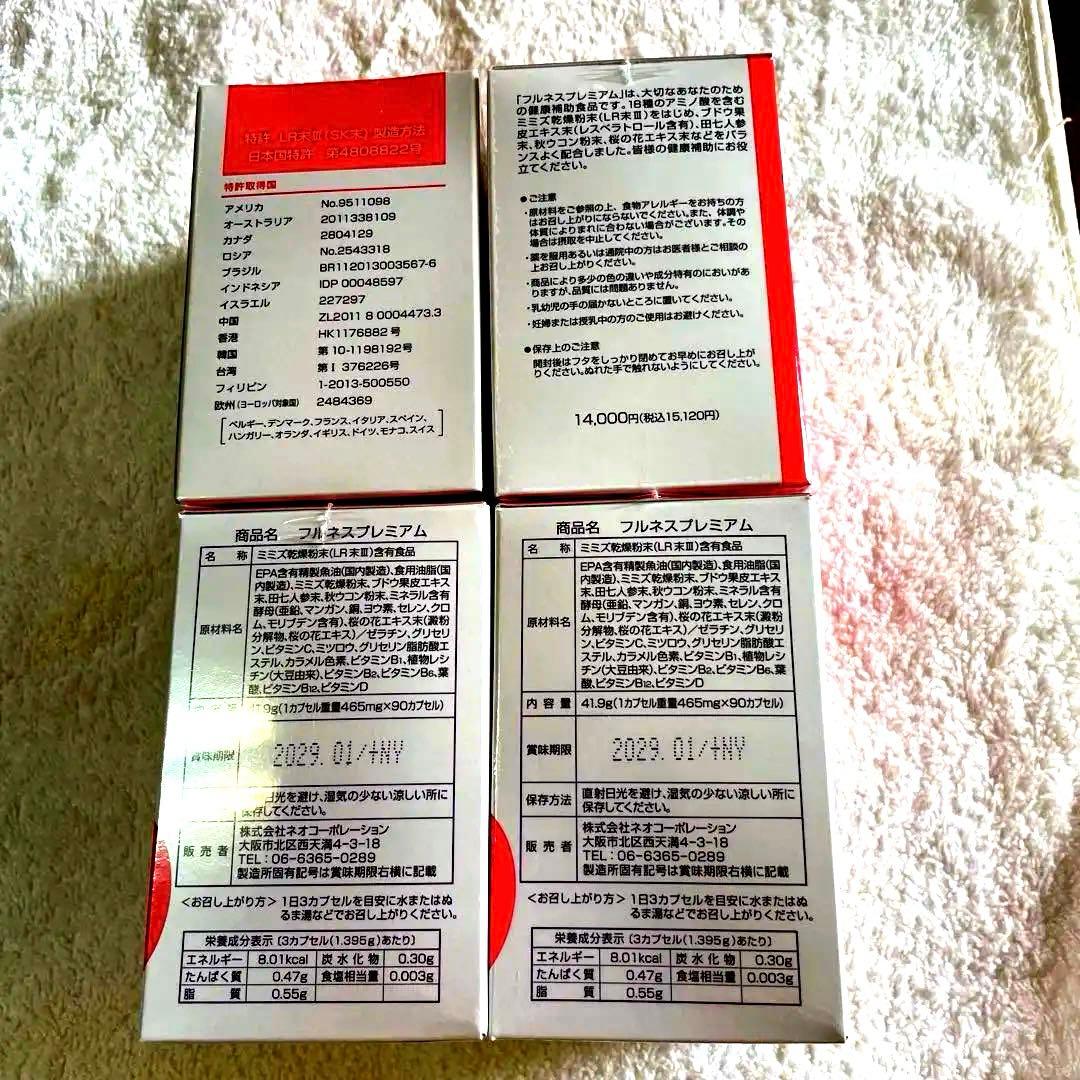 特許 LR末Ⅲ(SK末) 製造方法
日本国特許 第4808822号
特許取得国
アメリカ No.9511098
オーストラリア 2011338109
カナダ 2804129
ロシア No.2543318
ブラジル BR112013003567-6
インドネシア IDP 00048597
イスラエル 227297
中国 ZL2011 8 0004473.3
香港 HK1176882号
韓国 第10-1198192号
台湾 第Ⅰ 376226号
フィリピン 1-2013-500550
欧州(ヨーロッパ対象国) 2484369
ベルギー、デンマーク、フランス、イタリア、スペイン、
ハンガリー、オランダ、イギリス、ドイツ、モナコ、スイス
「フルネスプレミアム」は、大切なあなたのため
の健康補助食品です。18種のアミノ酸を含む
ミミズ乾燥粉末(LR末Ⅲ)をはじめ、ブドウ果
皮エキス末(レスベラトロール含有)、田七人参
末、秋ウコン粉末、桜の花エキス末などをバラ
ンスよく配合しました。皆様の健康補助にお役
立てください。
●ご注意
・原材料をご参照の上、食物アレルギーをお持ちの方
はお召し上がりにならないでください。また、体調や
体質によりまれに合わない場合がございます。その
場合は摂取を中止してください。
・薬を服用あるいは通院中の方はお医者様とご相談の
上お召し上がりください。
・商品により多少の色の違いや成分特有のにおいがあ
りますが、品質には問題ありません。
・乳幼児の手の届かないところに置いてください。
・妊婦または授乳中の方のご使用はお避けください。
●保存上のご注意
開封後はフタをしっかり閉めてお早めにお召し上が
りください。ぬれた手で触れないようにしてください。
14,000円(税込15,120円)
商品名 フルネスプレミアム
名称 ミミズ乾燥粉末(LR末Ⅲ)含有食品
原材料名 EPA含有精製魚油(国内製造)、食用油脂(国
内製造)、ミミズ乾燥粉末、ブドウ果皮エキス
末、田七人参末、秋ウコン粉末、ミネラル含有
酵母(亜鉛、マンガン、銅、ヨウ素、セレン、クロ
ム、モリブデン含有)、桜の花エキス末(澱粉
分解物、桜の花エキス)/ゼラチン、グリセリ
ン、ビタミンC、ミツロウ、グリセリン脂肪酸エ
ステル、カラメル色素、ビタミンB1、植物レシ
チン(大豆由来)、ビタミンB2、ビタミンB6、葉
酸、ビタミンB12、ビタミンD
内容量 41.9g(1カプセル重量465mg×90カプセル)
賞味期限 2029. 01/+NY
日光を避け、湿気の少ない涼しい所に
保存してください。
販売者 株式会社ネオコーポレーション
大阪市北区西天満4-3-18
TEL:06-6365-0289
製造所固有記号は賞味期限右横に記載
<お召し上がり方> 1日3カプセルを目安に水またはぬ
るま湯などでお召し上がりください。
栄養成分表示〔3カプセル(1.395g)あたり〕
エネルギー 8.01kcal 炭水化物 0.30g
たんぱく質 0.47g 食塩相当量 0.003g
脂質 0.55g
商品名 フルネスプレミアム
名称 ミミズ乾燥粉末(LR末Ⅲ)含有食品
原材料名 EPA含有精製魚油(国内製造)、食用油脂(国
内製造)、ミミズ乾燥粉末、ブドウ果皮エキス
末、田七人参末、秋ウコン粉末、ミネラル含有
酵母(亜鉛、マンガン、銅、ヨウ素、セレン、クロ
ム、モリブデン含有)、桜の花エキス末(澱粉
分解物、桜の花エキス)/ゼラチン、グリセリ
ン、ビタミンC、ミツロウ、グリセリン脂肪酸エ
ステル、カラメル色素、ビタミンB1、植物レシ
チン(大豆由来)、ビタミンB2、ビタミンB6、葉
酸、ビタミンB12、ビタミンD
内容量 41.9g(1カプセル重量465mg×90カプセル)
賞味期限 2029. 01/+NY
保存方法 直射日光を避け、湿気の少ない涼しい所に
保存してください。
販売者 株式会社ネオコーポレーション
大阪市北区西天満4-3-18
TEL:06-6365-0289
製造所固有記号は賞味期限右横に記載
<お召し上がり方> 1日3カプセルを目安に水またはぬ
るま湯などでお召し上がりください。
栄養成分表示〔3カプセル(1.395g)あたり〕
エネルギー 8.01kcal 炭水化物 0.30g
たんぱく質 0.47g 食塩相当量 0.003g
脂質 0.55g